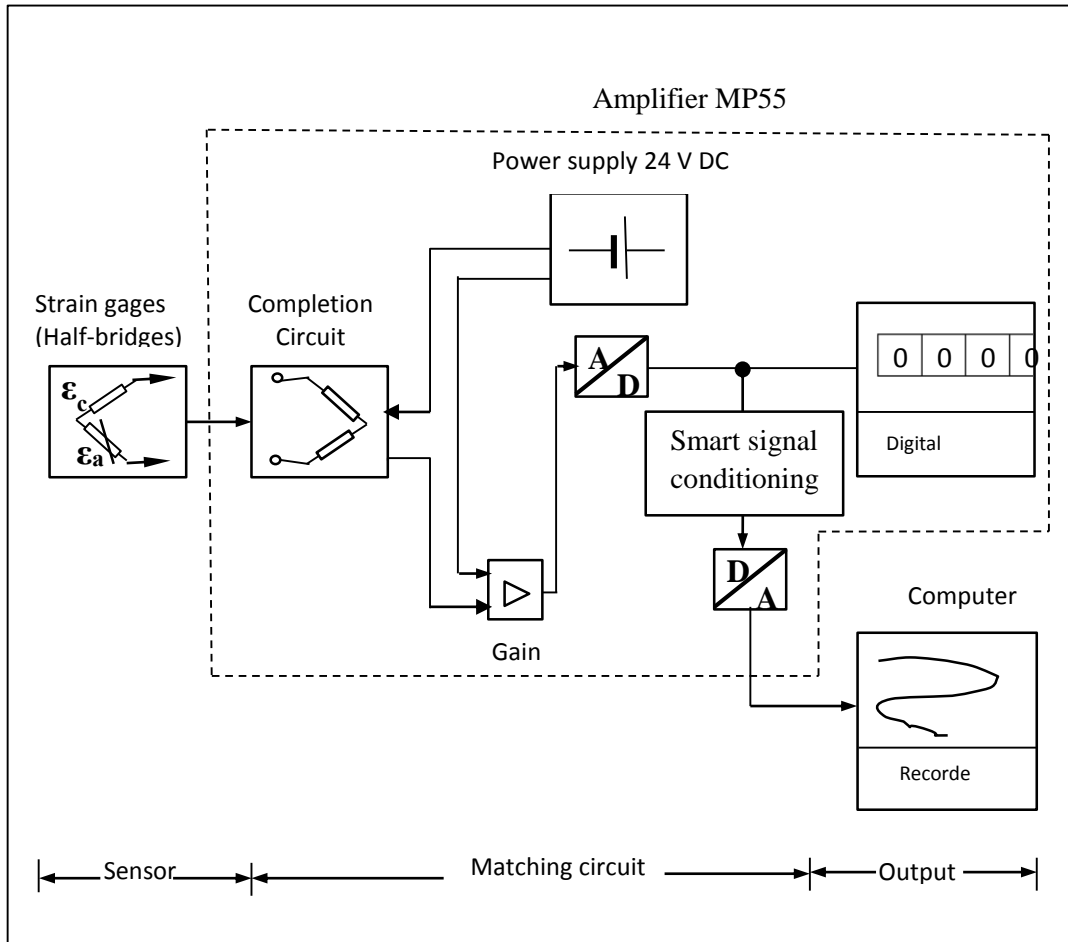 Amplifier MP55
Power supply 24 V DC
Strain gages
(Half-bridges)
Completion
Circuit
εc
εa
A
D
0 0 0 0
Digital
Smart signal
conditioning
D
A
Gain
Computer
Recorde
Sensor
Matching circuit
Output